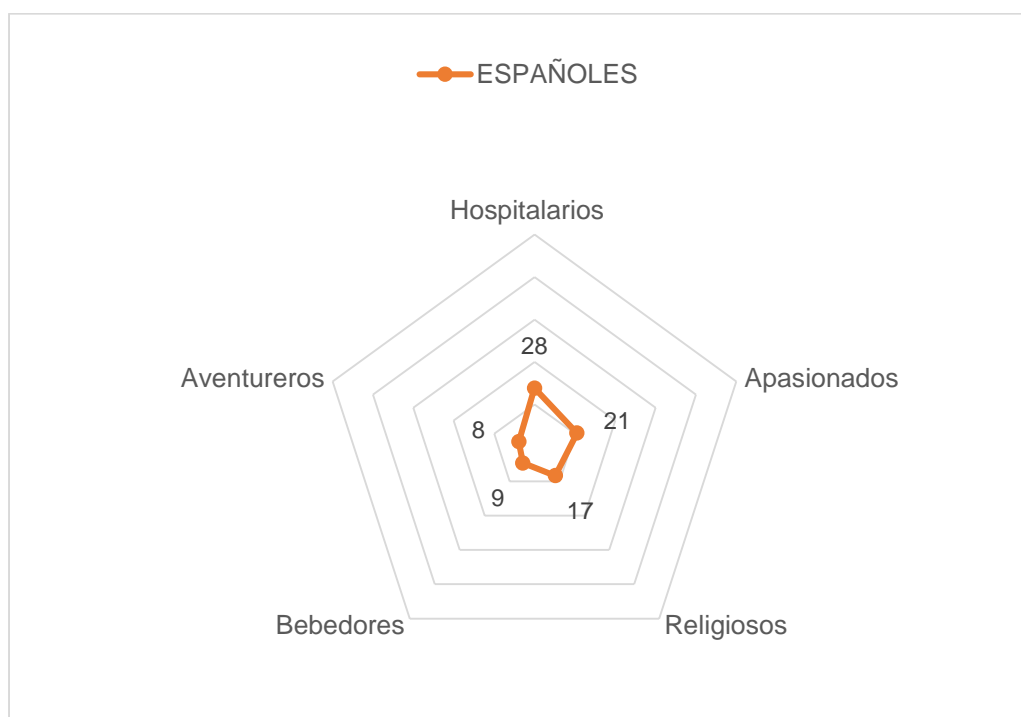 ESPAÑOLES
Hospitalarios
28
Aventureros
Apasionados
8
21
9
17
Bebedores
Religiosos